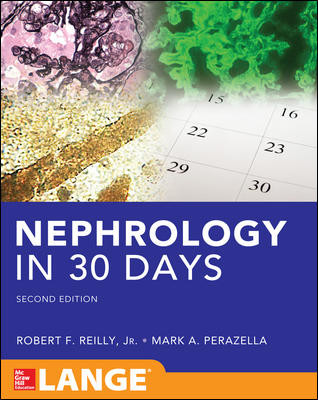 15
16
22
23
29
30
NEPHROLOGY
IN 30 DAYS
SECOND EDITION
ROBERT F. REILLY, JR. • MARK A. PERAZELLA
Mc
Graw
Hill
Education
LANGE®